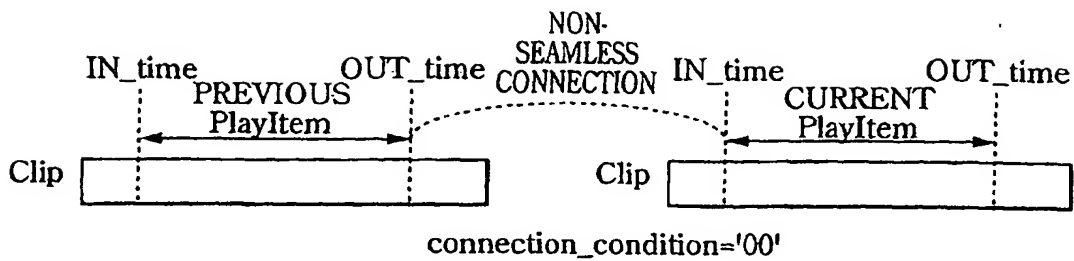 NON-
SEAMLESS
CONNECTION
IN_time OUT_time IN_time OUT_time
PREVIOUS CURRENT
PlayItem PlayItem
Clip Clip
connection_condition='00'